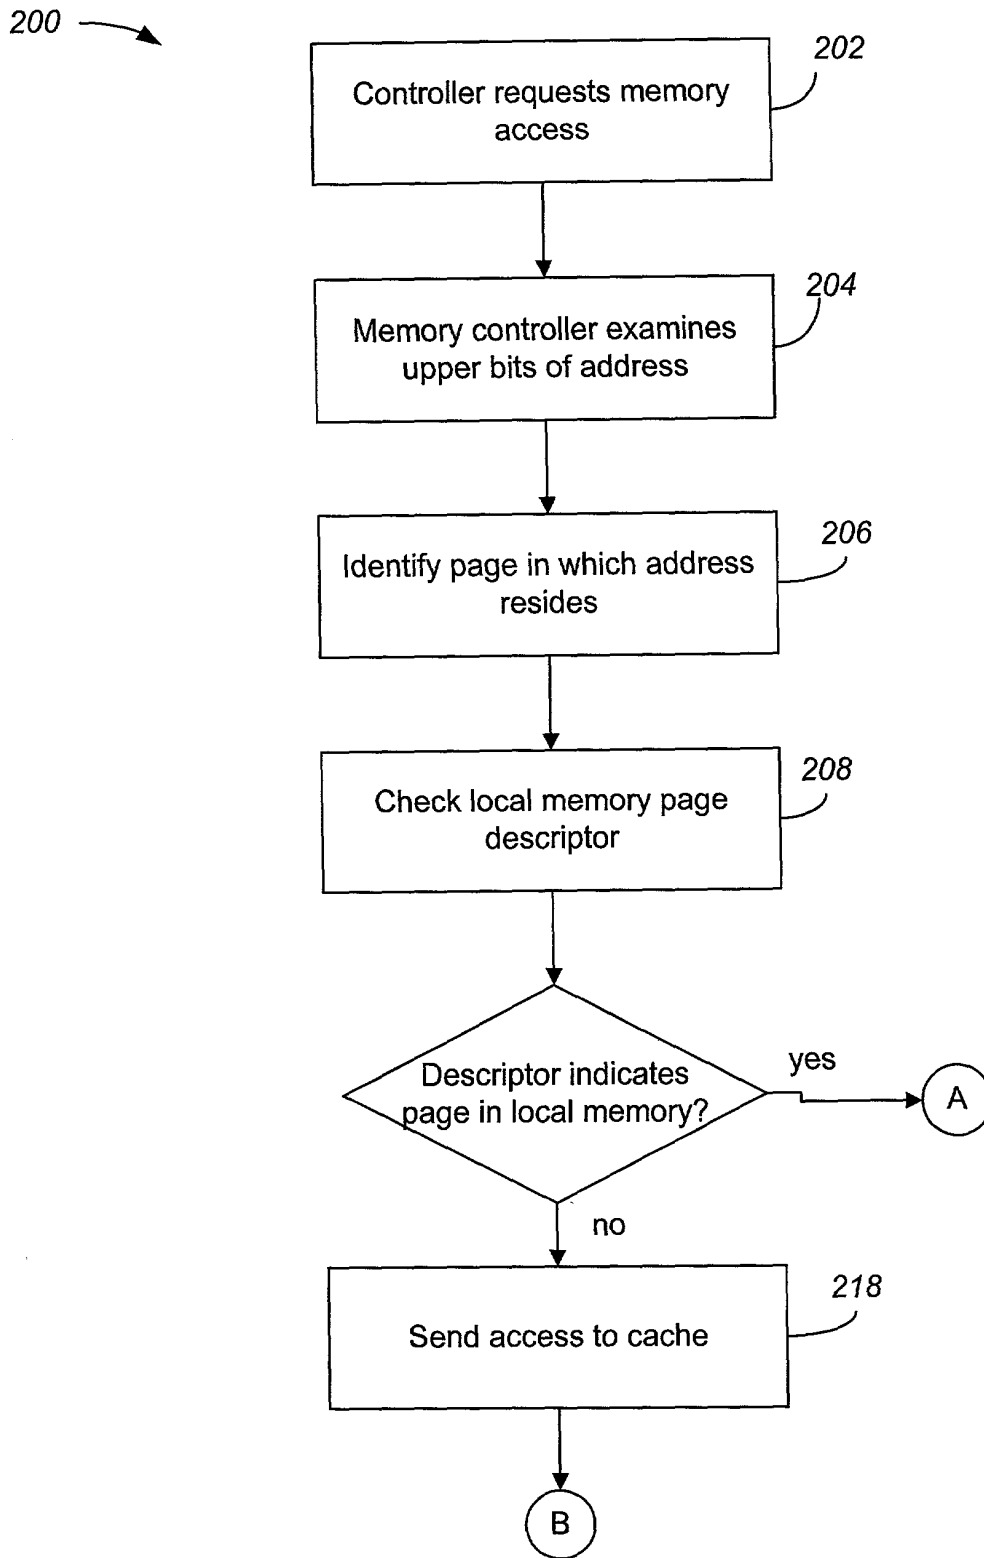 200
202
Controller requests memory
access
204
Memory controller examines
upper bits of address
206
Identify page in which address
resides
208
Check local memory page
descriptor
Descriptor indicates
page in local memory?
yes
A
no
218
Send access to cache
B